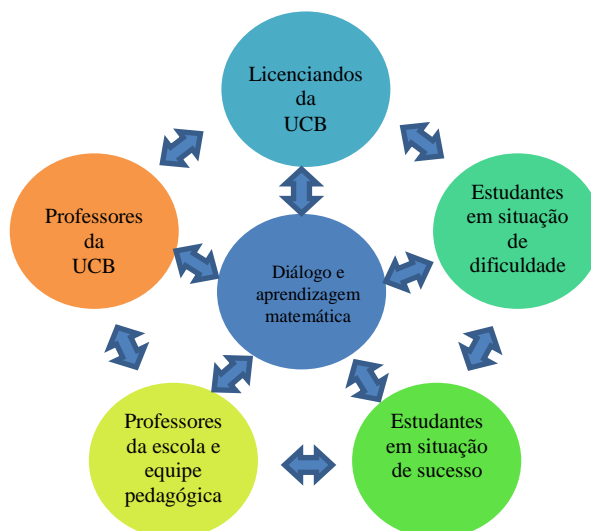 Licenciandos
da
UCB
Professores
da
UCB
Estudantes
em situação
de
dificuldade
Diálogo e
aprendizagem
matemática
Professores
da escola e
equipe
pedagógica
Estudantes
em situação
de sucesso